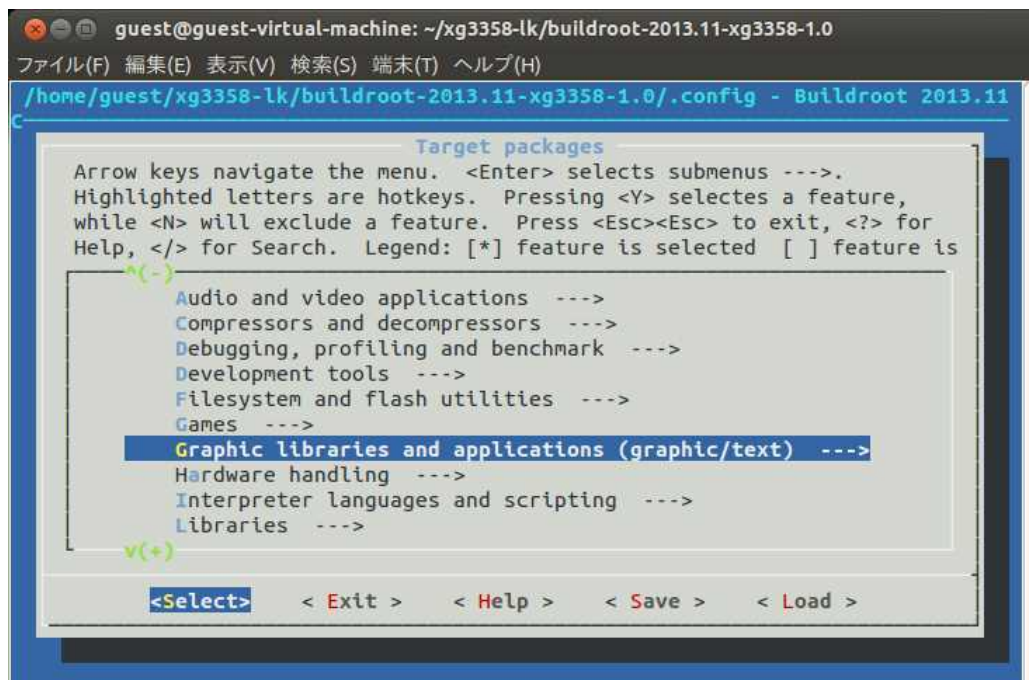 guest@guest-virtual-machine: ~/xg3358-lk/buildroot-2013.11-xg3358-1.0
ファイル(F) 編集(E) 表示(V) 検索(S) 端末(T) ヘルプ(H)
/home/guest/xg3358-lk/buildroot-2013.11-xg3358-1.0/.config - Buildroot 2013.11
C
Target packages
Arrow keys navigate the menu. <Enter> selects submenus --->.
Highlighted letters are hotkeys. Pressing <Y> selectes a feature,
while <N> will exclude a feature. Press <Esc><Esc> to exit, <?> for
Help, </> for Search. Legend: [*] feature is selected [ ] feature is
^(-)
Audio and video applications --->
Compressors and decompressors --->
Debugging, profiling and benchmark --->
Development tools --->
Filesystem and flash utilities --->
Games --->
Graphic libraries and applications (graphic/text) --->
Hardware handling --->
Interpreter languages and scripting --->
Libraries --->
v(+)
<Select> < Exit > < Help > < Save > < Load >